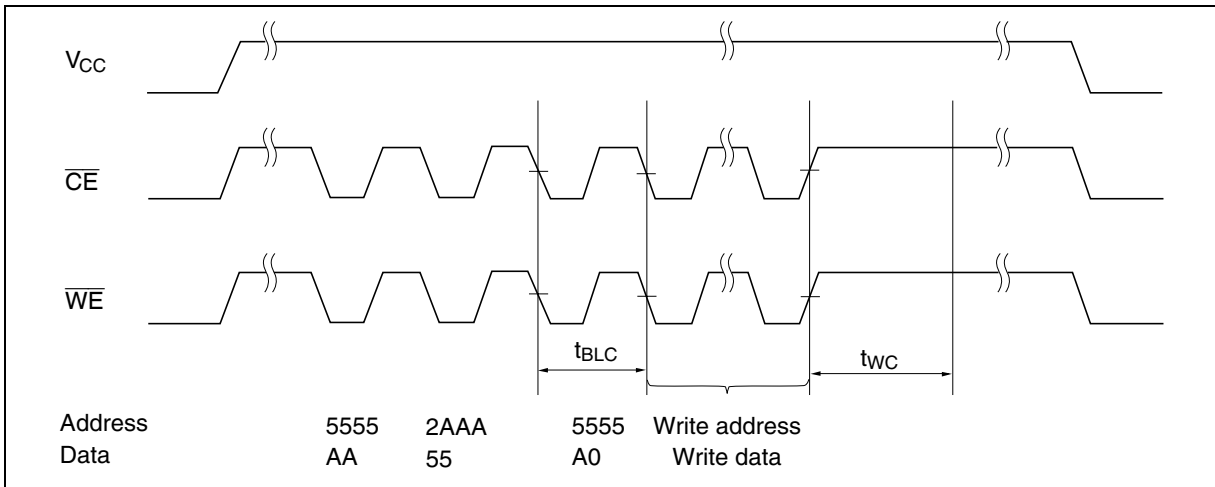 VCC
CE
WE
tBLC
tWC
Address 5555 2AAA 5555 Write address
Data AA 55 A0 Write data